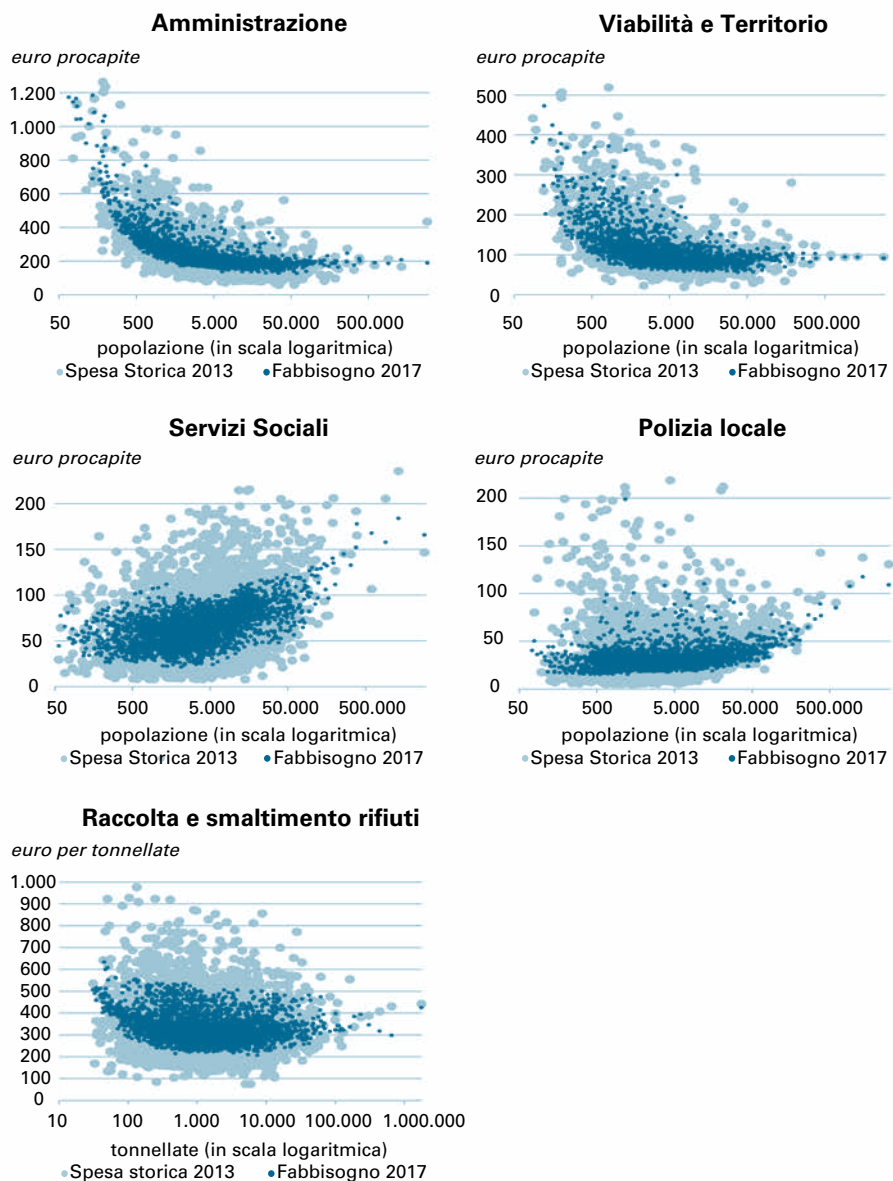 Amministrazione
euro procapite
1.200
1.000
800
600
400
200
0
50 500 5.000 50.000 500.000
popolazione (in scala logaritmica)
Spesa Storica 2013 Fabbisogno 2017
Viabilità e Territorio
euro procapite
500
400
300
200
100
0
50 500 5.000 50.000 500.000
popolazione (in scala logaritmica)
Spesa Storica 2013 Fabbisogno 2017
Servizi Sociali
euro procapite
200
150
100
50
0
50 500 5.000 50.000 500.000
popolazione (in scala logaritmica)
Spesa Storica 2013 Fabbisogno 2017
Polizia locale
euro procapite
200
150
100
50
0
50 500 5.000 50.000 500.000
popolazione (in scala logaritmica)
Spesa Storica 2013 Fabbisogno 2017
Raccolta e smaltimento rifiuti
euro per tonnellate
1.000
900
800
700
600
500
400
300
200
100
0
10 100 1.000 10.000 100.000 1.000.000
tonnellate (in scala logaritmica)
Spesa storica 2013 Fabbisogno 2017